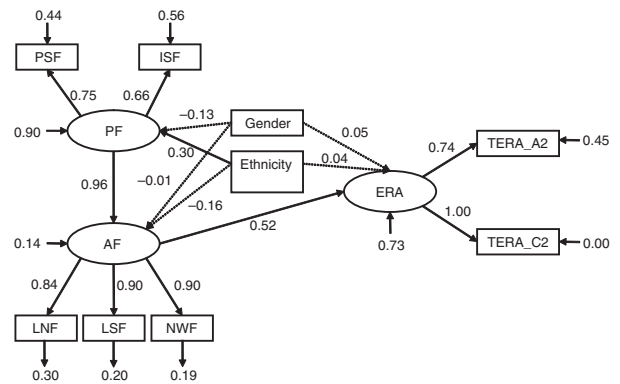 0.44
0.56
PSF
ISF
0.75
0.66
0.90
PF
−0.13
Gender
0.30
0.05
Ethnicity
0.04
0.74
TERA_A2
0.45
0.96
−0.01
−0.16
ERA
1.00
0.52
0.14
AF
0.73
TERA_C2
0.00
0.84
0.90
0.90
LNF
LSF
NWF
0.30
0.20
0.19